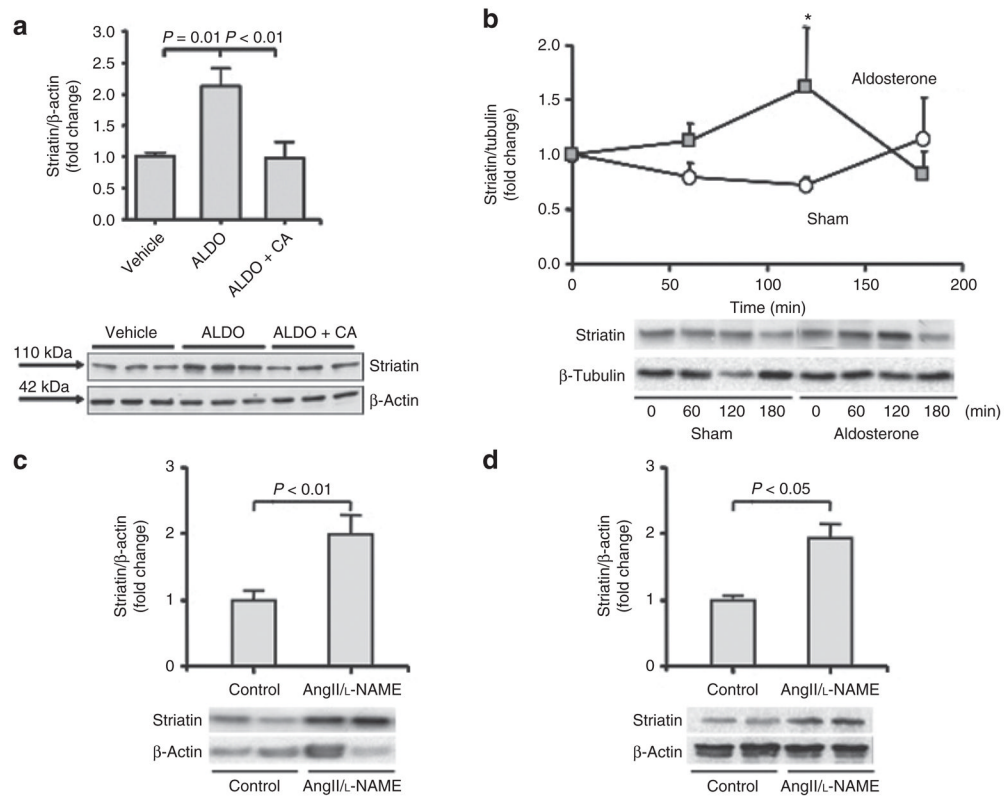 a
3.0
2.5
2.0
1.5
1.0
0.5
0.0
Striatin/β-actin
(fold change)
P = 0.01 P < 0.01
Vehicle
ALDO
ALDO + CA
Vehicle ALDO ALDO + CA
110 kDa
Striatin
42 kDa
β-Actin
b
*
2.0
1.5
1.0
0.5
0.0
Striatin/tubulin
(fold change)
Aldosterone
Sham
0 50 100 150 200
Time (min)
Striatin
β-Tubulin
0 60 120 180 0 60 120 180 (min)
Sham Aldosterone
c
3
2
1
0
Striatin/β-actin
(fold change)
P < 0.01
Control AngII/L-NAME
Striatin
β-Actin
Control AngII/L-NAME
d
3
2
1
0
Striatin/β-actin
(fold change)
P < 0.05
Control AngII/L-NAME
Striatin
β-Actin
Control AngII/L-NAME